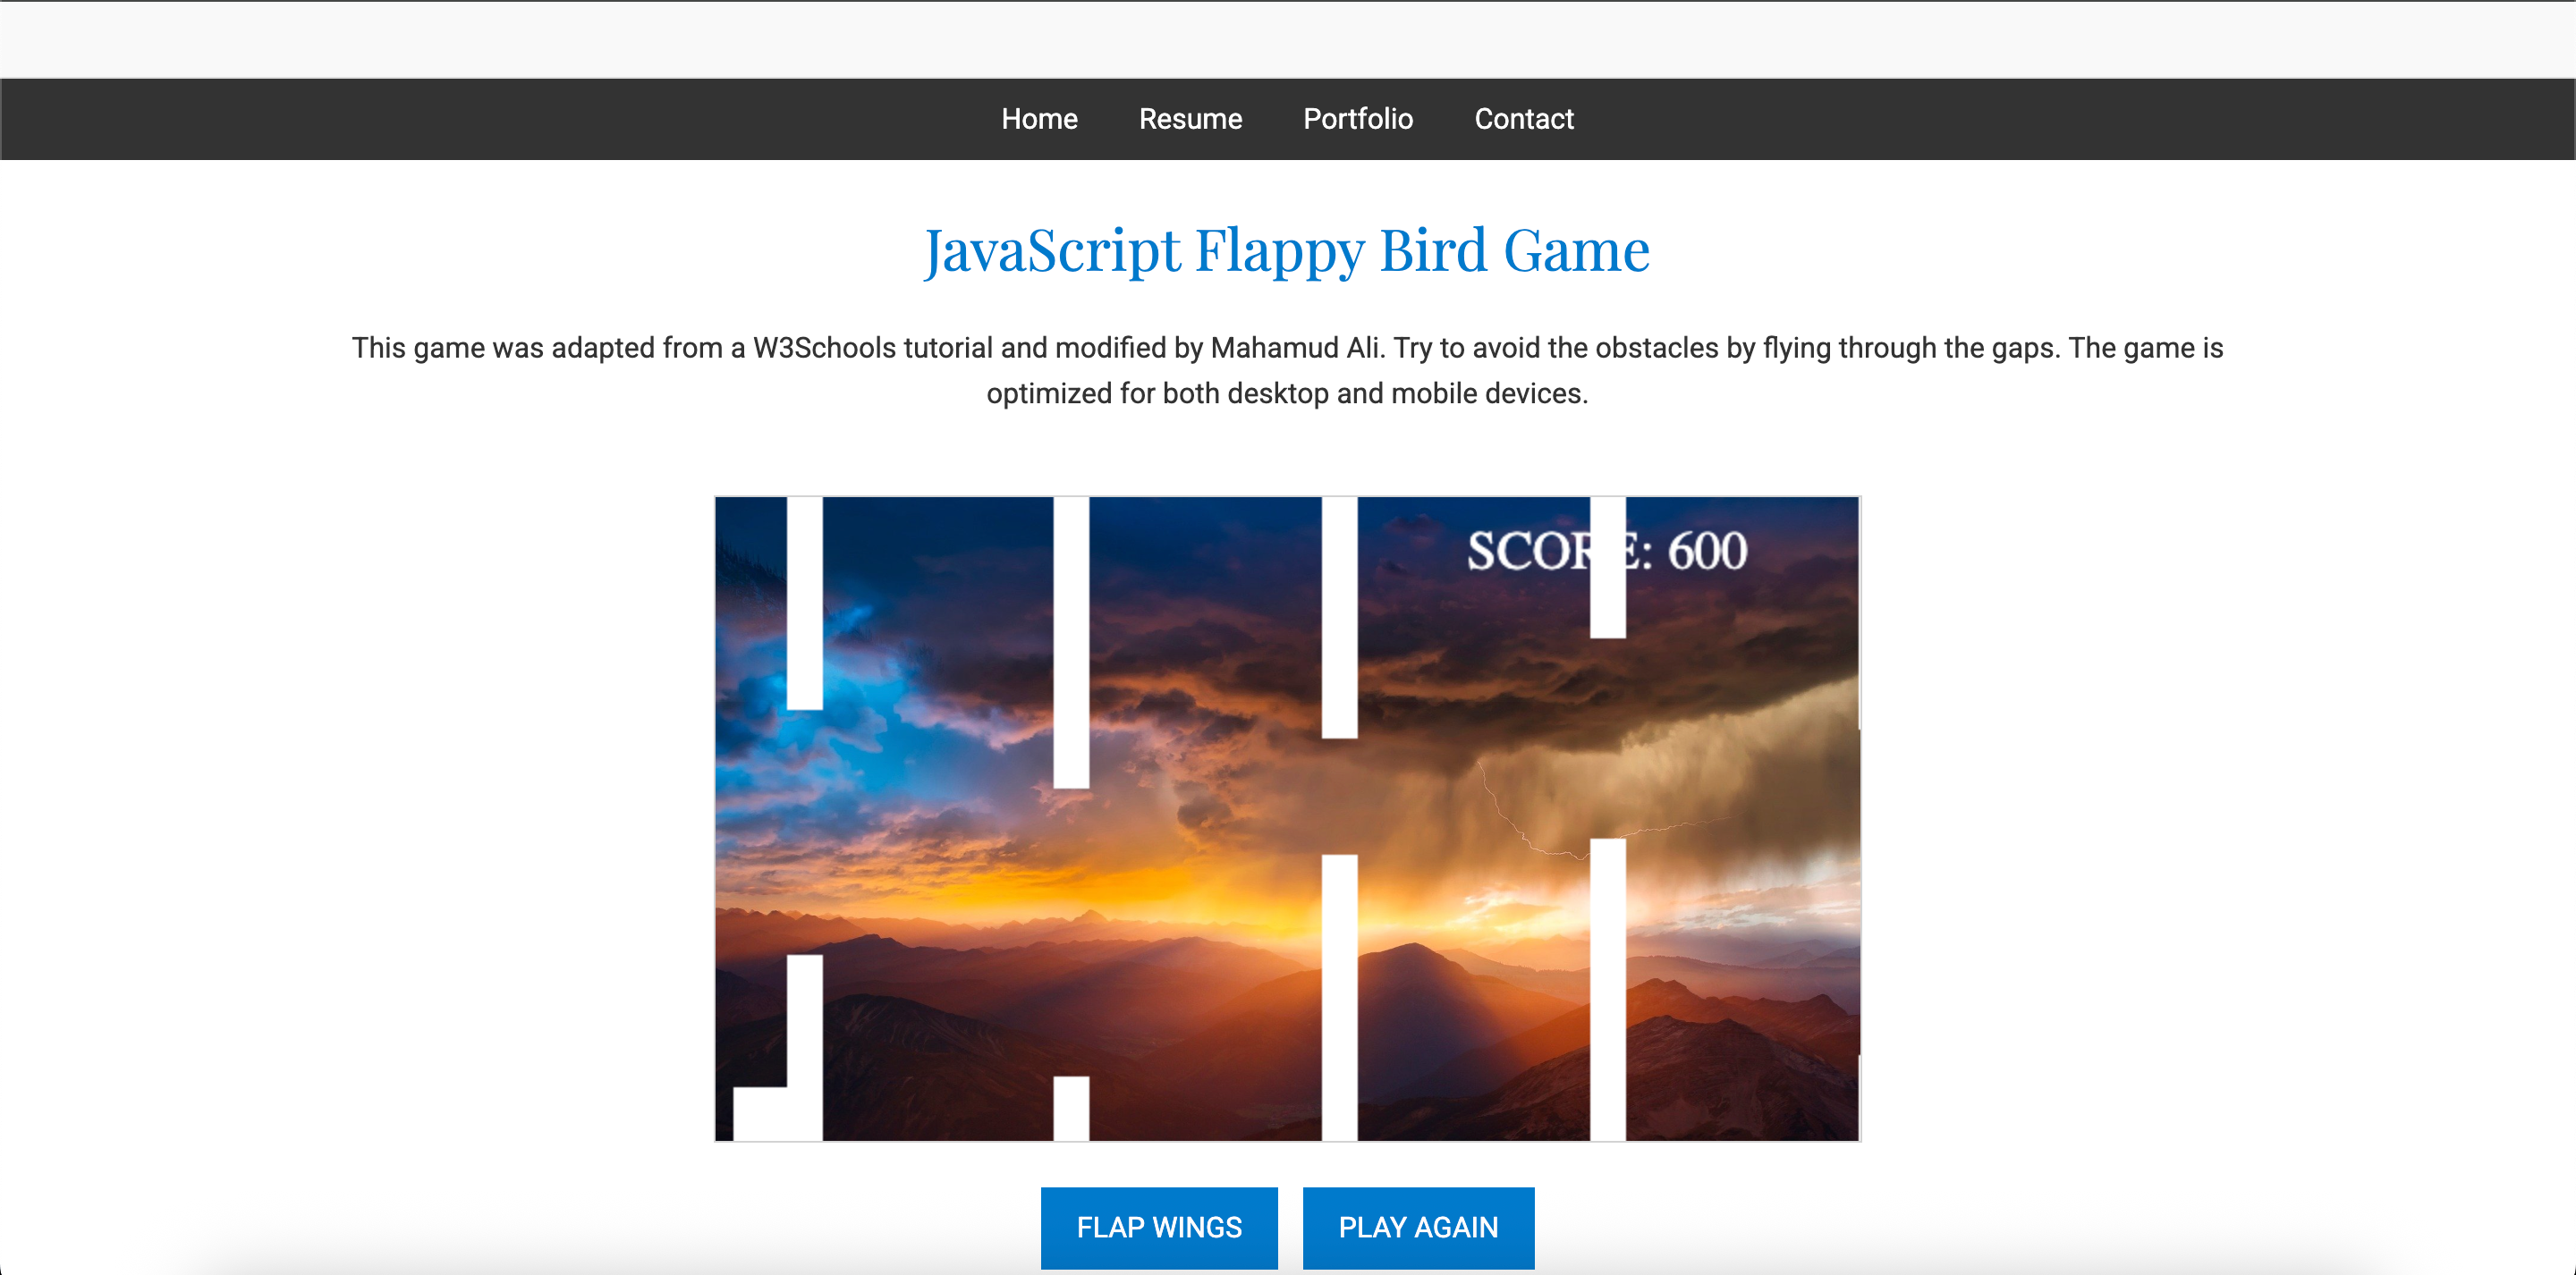 Home Resume Portfolio Contact
JavaScript Flappy Bird Game
This game was adapted from a W3Schools tutorial and modified by Mahamud Ali. Try to avoid the obstacles by flying through the gaps. The game is
optimized for both desktop and mobile devices.
SCORE: 600
FLAP WINGS PLAY AGAIN